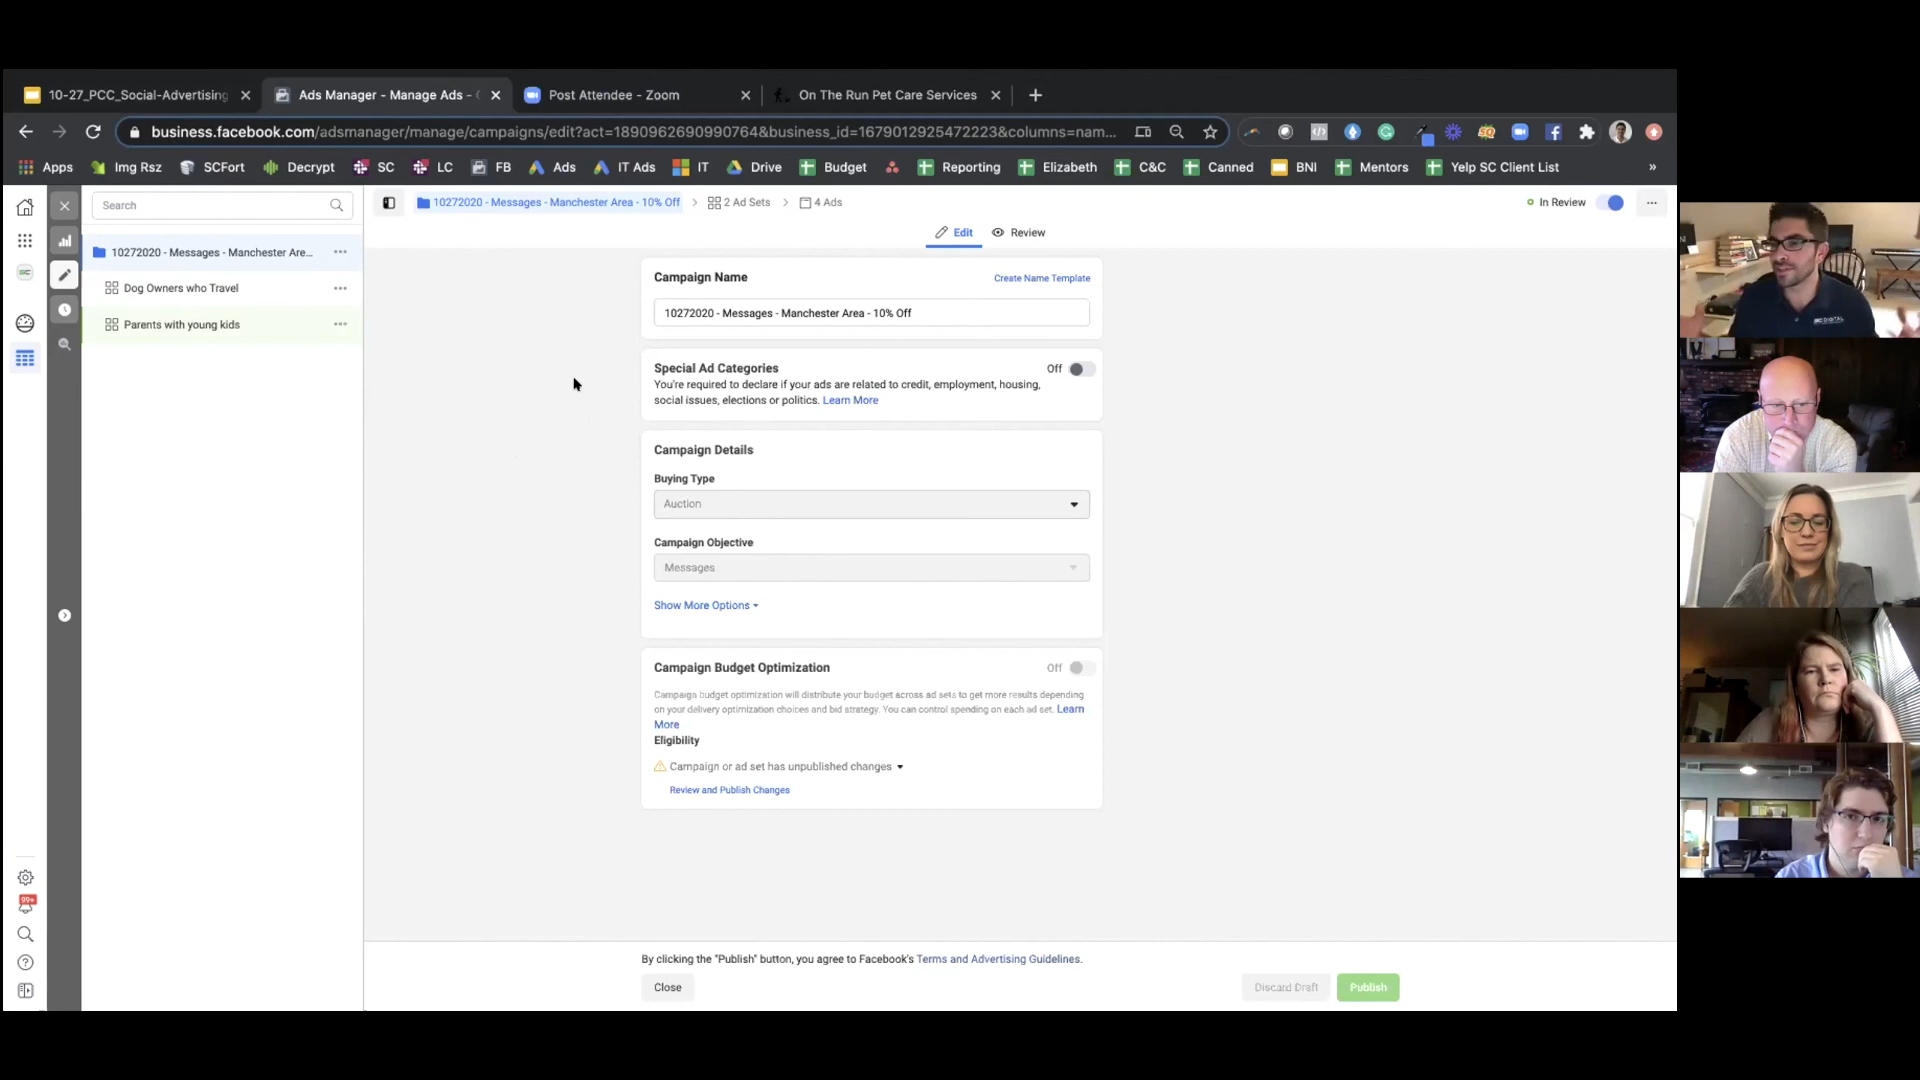 10-27_PCC_Social-Advertising
Ads Manager - Manage Ads -
Post Attendee - Zoom
On The Run Pet Care Services
business.facebook.com/adsmanager/manage/campaigns/edit?act=1890962690990764&business_id=1679012925472223&columns=nam...
Apps
Img Rsz
SCFort
Decrypt
SC
LC
FB
Ads
IT Ads
IT
Drive
Budget
Reporting
Elizabeth
C&C
Canned
BNI
Mentors
Yelp SC Client List
»
Search
10272020 - Messages - Manchester Area - 10% Off
2 Ad Sets
4 Ads
In Review
Edit
Review
10272020 - Messages - Manchester Are...
Dog Owners who Travel
Parents with young kids
Campaign Name
Create Name Template
10272020 - Messages - Manchester Area - 10% Off
Special Ad Categories
Off
You're required to declare if your ads are related to credit, employment, housing,
social issues, elections or politics. Learn More
Campaign Details
Buying Type
Auction
Campaign Objective
Messages
Show More Options
Campaign Budget Optimization
Off
Campaign budget optimization will distribute your budget across ad sets to get more results depending
on your delivery optimization choices and bid strategy. You can control spending on each ad set. Learn
More
Eligibility
Campaign or ad set has unpublished changes
Review and Publish Changes
99+
By clicking the "Publish" button, you agree to Facebook's Terms and Advertising Guidelines.
Close
Discard Draft
Publish